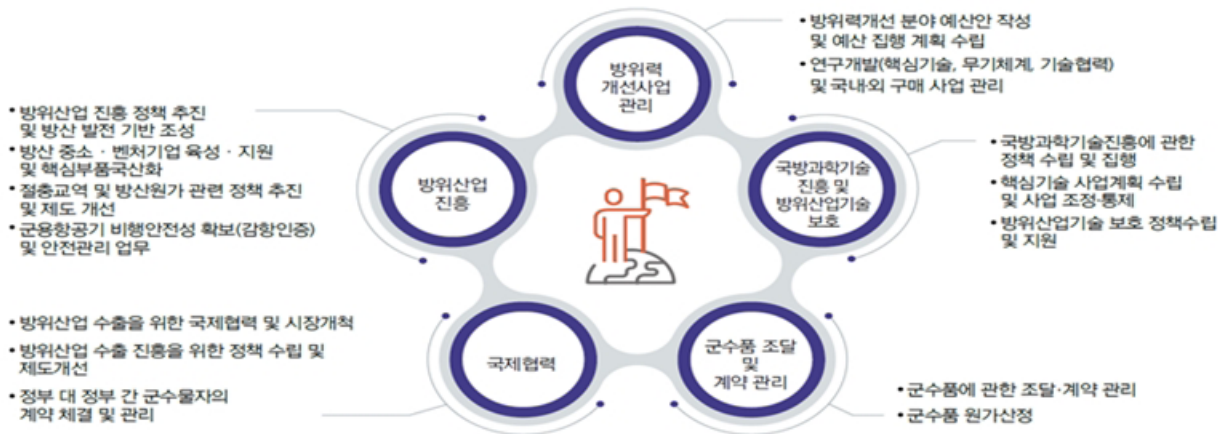 방위력
개선사업
관리
• 방위력개선 분야 예산안 작성
및 예산 집행 계획 수립
• 연구개발(핵심기술, 무기체계, 기술협력)
및 국내·외 구매 사업 관리
국방과학기술
진흥 및
방위산업기술
보호
• 국방과학기술진흥에 관한
정책 수립 및 집행
• 핵심기술 사업계획 수립
및 사업 조정·통제
• 방위산업기술 보호 정책수립
및 지원
군수품 조달
및
계약 관리
• 군수품에 관한 조달·계약 관리
• 군수품 원가산정
국제협력
• 방위산업 수출을 위한 국제협력 및 시장개척
• 방위산업 수출 진흥을 위한 정책 수립 및
제도개선
• 정부 대 정부 간 군수물자의
계약 체결 및 관리
방위산업
진흥
• 방위산업 진흥 정책 추진
및 방산 발전 기반 조성
• 방산 중소 · 벤처기업 육성 · 지원
및 핵심부품국산화
• 절충교역 및 방산원가 관련 정책 추진
및 제도 개선
• 군용항공기 비행안전성 확보(감항인증)
및 안전관리 업무